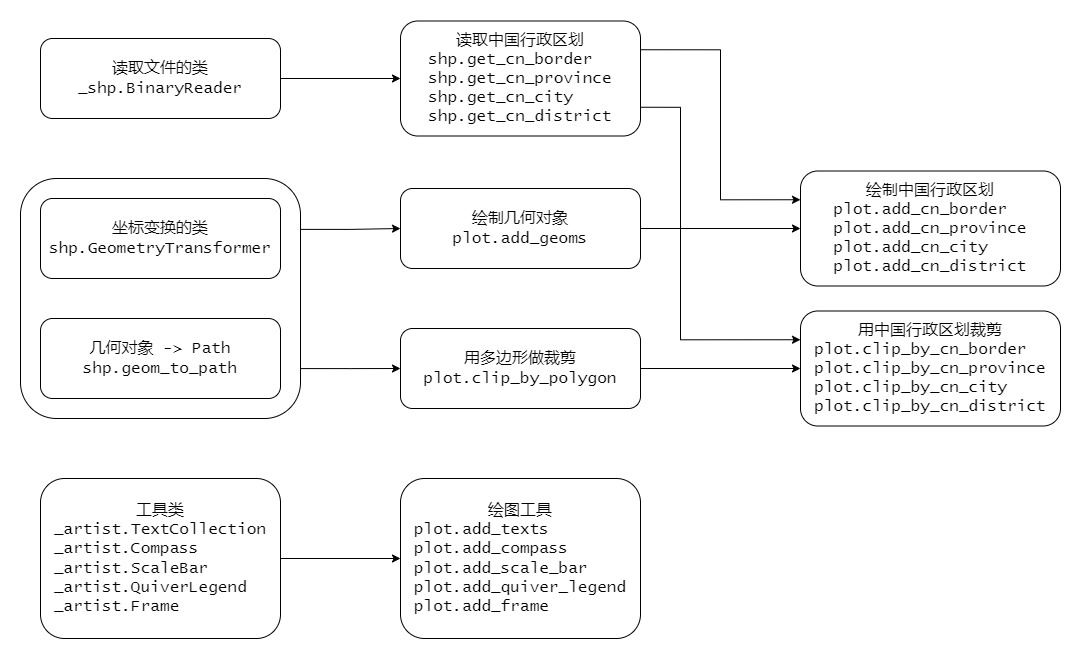 读取文件的类
_shp.BinaryReader
读取中国行政区划
shp.get_cn_border
shp.get_cn_province
shp.get_cn_city
shp.get_cn_district
坐标变换的类
shp.GeometryTransformer
绘制几何对象
plot.add_geoms
绘制中国行政区划
plot.add_cn_border
plot.add_cn_province
plot.add_cn_city
plot.add_cn_district
几何对象 -> Path
shp.geom_to_path
用多边形做裁剪
plot.clip_by_polygon
用中国行政区划裁剪
plot.clip_by_cn_border
plot.clip_by_cn_province
plot.clip_by_cn_city
plot.clip_by_cn_district
工具类
_artist.TextCollection
_artist.Compass
_artist.ScaleBar
_artist.QuiverLegend
_artist.Frame
绘图工具
plot.add_texts
plot.add_compass
plot.add_scale_bar
plot.add_quiver_legend
plot.add_frame